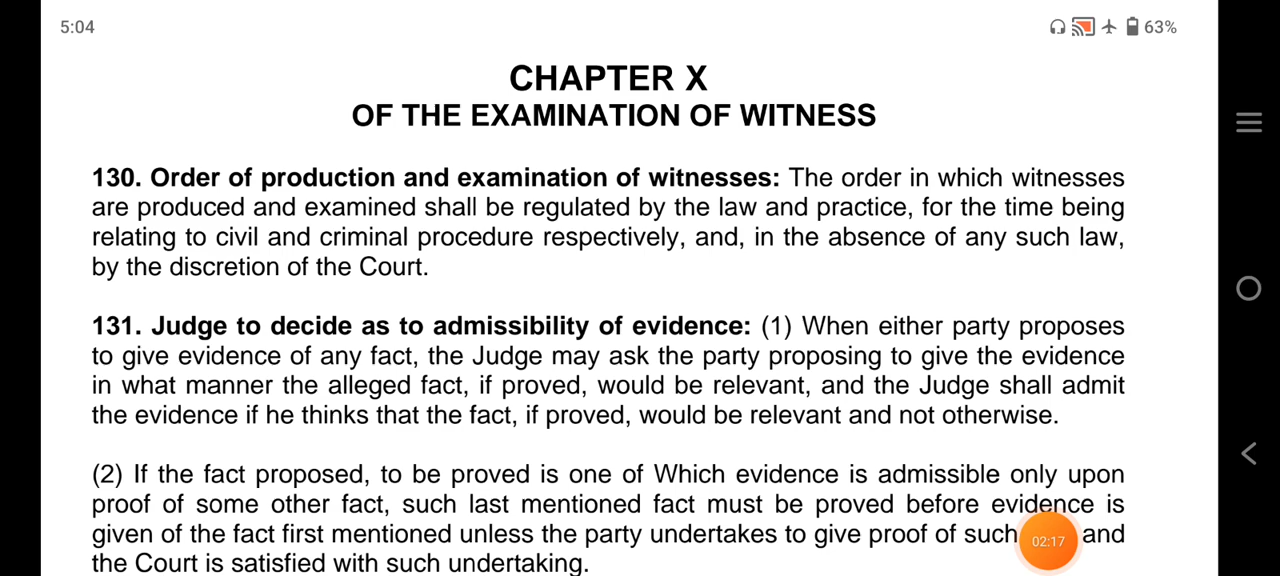 5:04
63%
CHAPTER X
OF THE EXAMINATION OF WITNESS
130. Order of production and examination of witnesses: The order in which witnesses
are produced and examined shall be regulated by the law and practice, for the time being
relating to civil and criminal procedure respectively, and, in the absence of any such law,
by the discretion of the Court.
131. Judge to decide as to admissibility of evidence: (1) When either party proposes
to give evidence of any fact, the Judge may ask the party proposing to give the evidence
in what manner the alleged fact, if proved, would be relevant, and the Judge shall admit
the evidence if he thinks that the fact, if proved, would be relevant and not otherwise.
(2) If the fact proposed, to be proved is one of Which evidence is admissible only upon
proof of some other fact, such last mentioned fact must be proved before evidence is
given of the fact first mentioned unless the party undertakes to give proof of such and
02:17
the Court is satisfied with such undertaking.